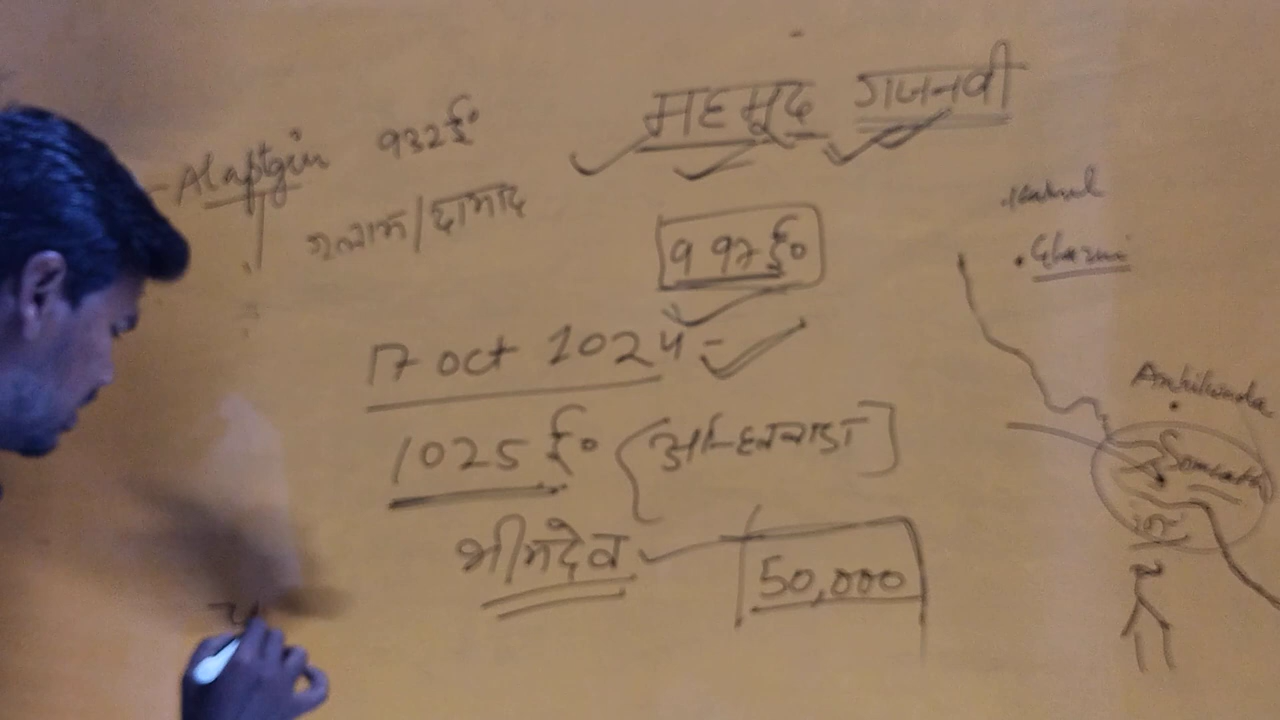 महमूद गजनवी
Alaptgin 932ई०
गुलाम/दामाद
997ई०
17 oct 1024 -
1025 ई० [अन्हिलवाड़ा]
भीमदेव
50,000
Kabul
Ghazni
Anhilwada
Somnath